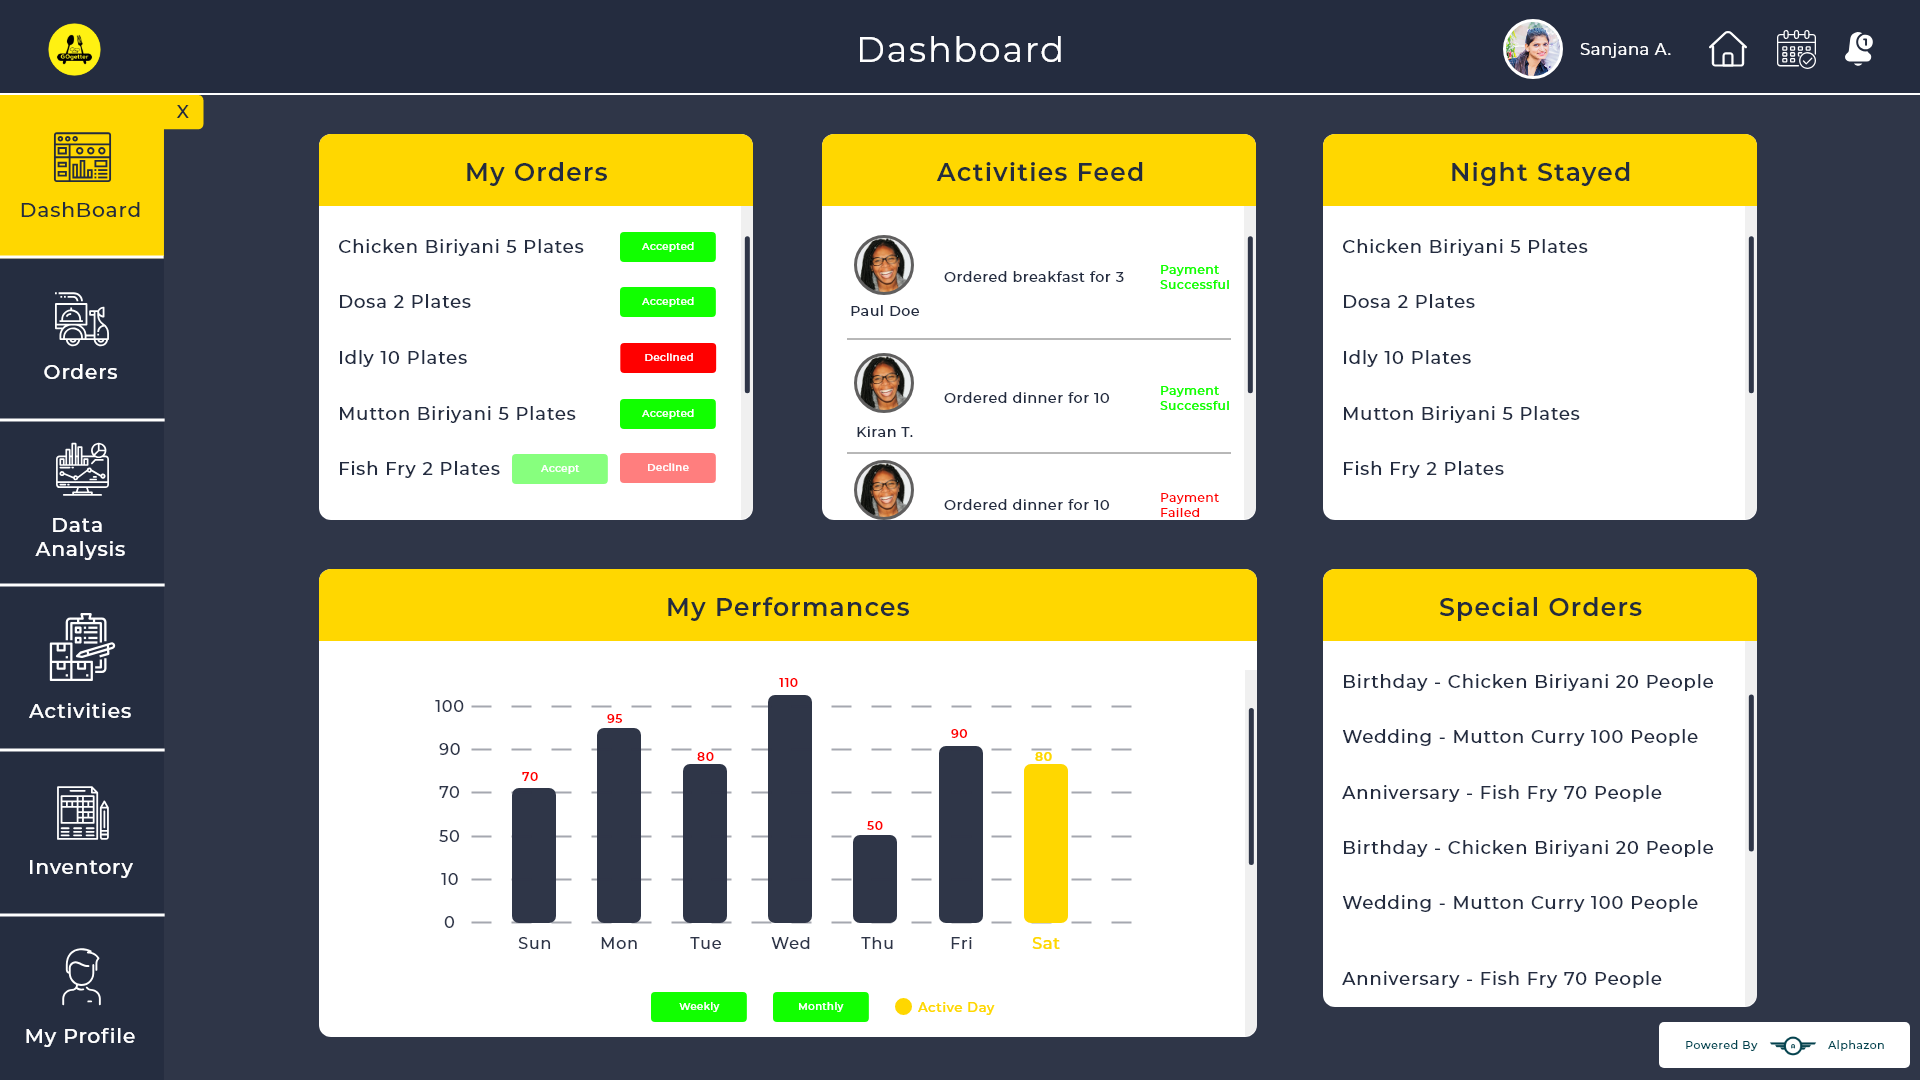 GOgetter
Dashboard
Sanjana A.
1
X
DashBoard
Orders
Data
Analysis
Activities
Inventory
My Profile
My Orders
Chicken Biriyani 5 Plates
Accepted
Dosa 2 Plates
Accepted
Idly 10 Plates
Declined
Mutton Biriyani 5 Plates
Accepted
Fish Fry 2 Plates
Accept
Decline
Activities Feed
Ordered breakfast for 3
Payment
Successful
Paul Doe
Ordered dinner for 10
Payment
Successful
Kiran T.
Ordered dinner for 10
Payment
Failed
Night Stayed
Chicken Biriyani 5 Plates
Dosa 2 Plates
Idly 10 Plates
Mutton Biriyani 5 Plates
Fish Fry 2 Plates
My Performances
100
90
70
50
10
0
70
95
80
110
50
90
80
Sun
Mon
Tue
Wed
Thu
Fri
Sat
Weekly
Monthly
Active Day
Special Orders
Birthday - Chicken Biriyani 20 People
Wedding - Mutton Curry 100 People
Anniversary - Fish Fry 70 People
Birthday - Chicken Biriyani 20 People
Wedding - Mutton Curry 100 People
Anniversary - Fish Fry 70 People
Powered By
Alphazon